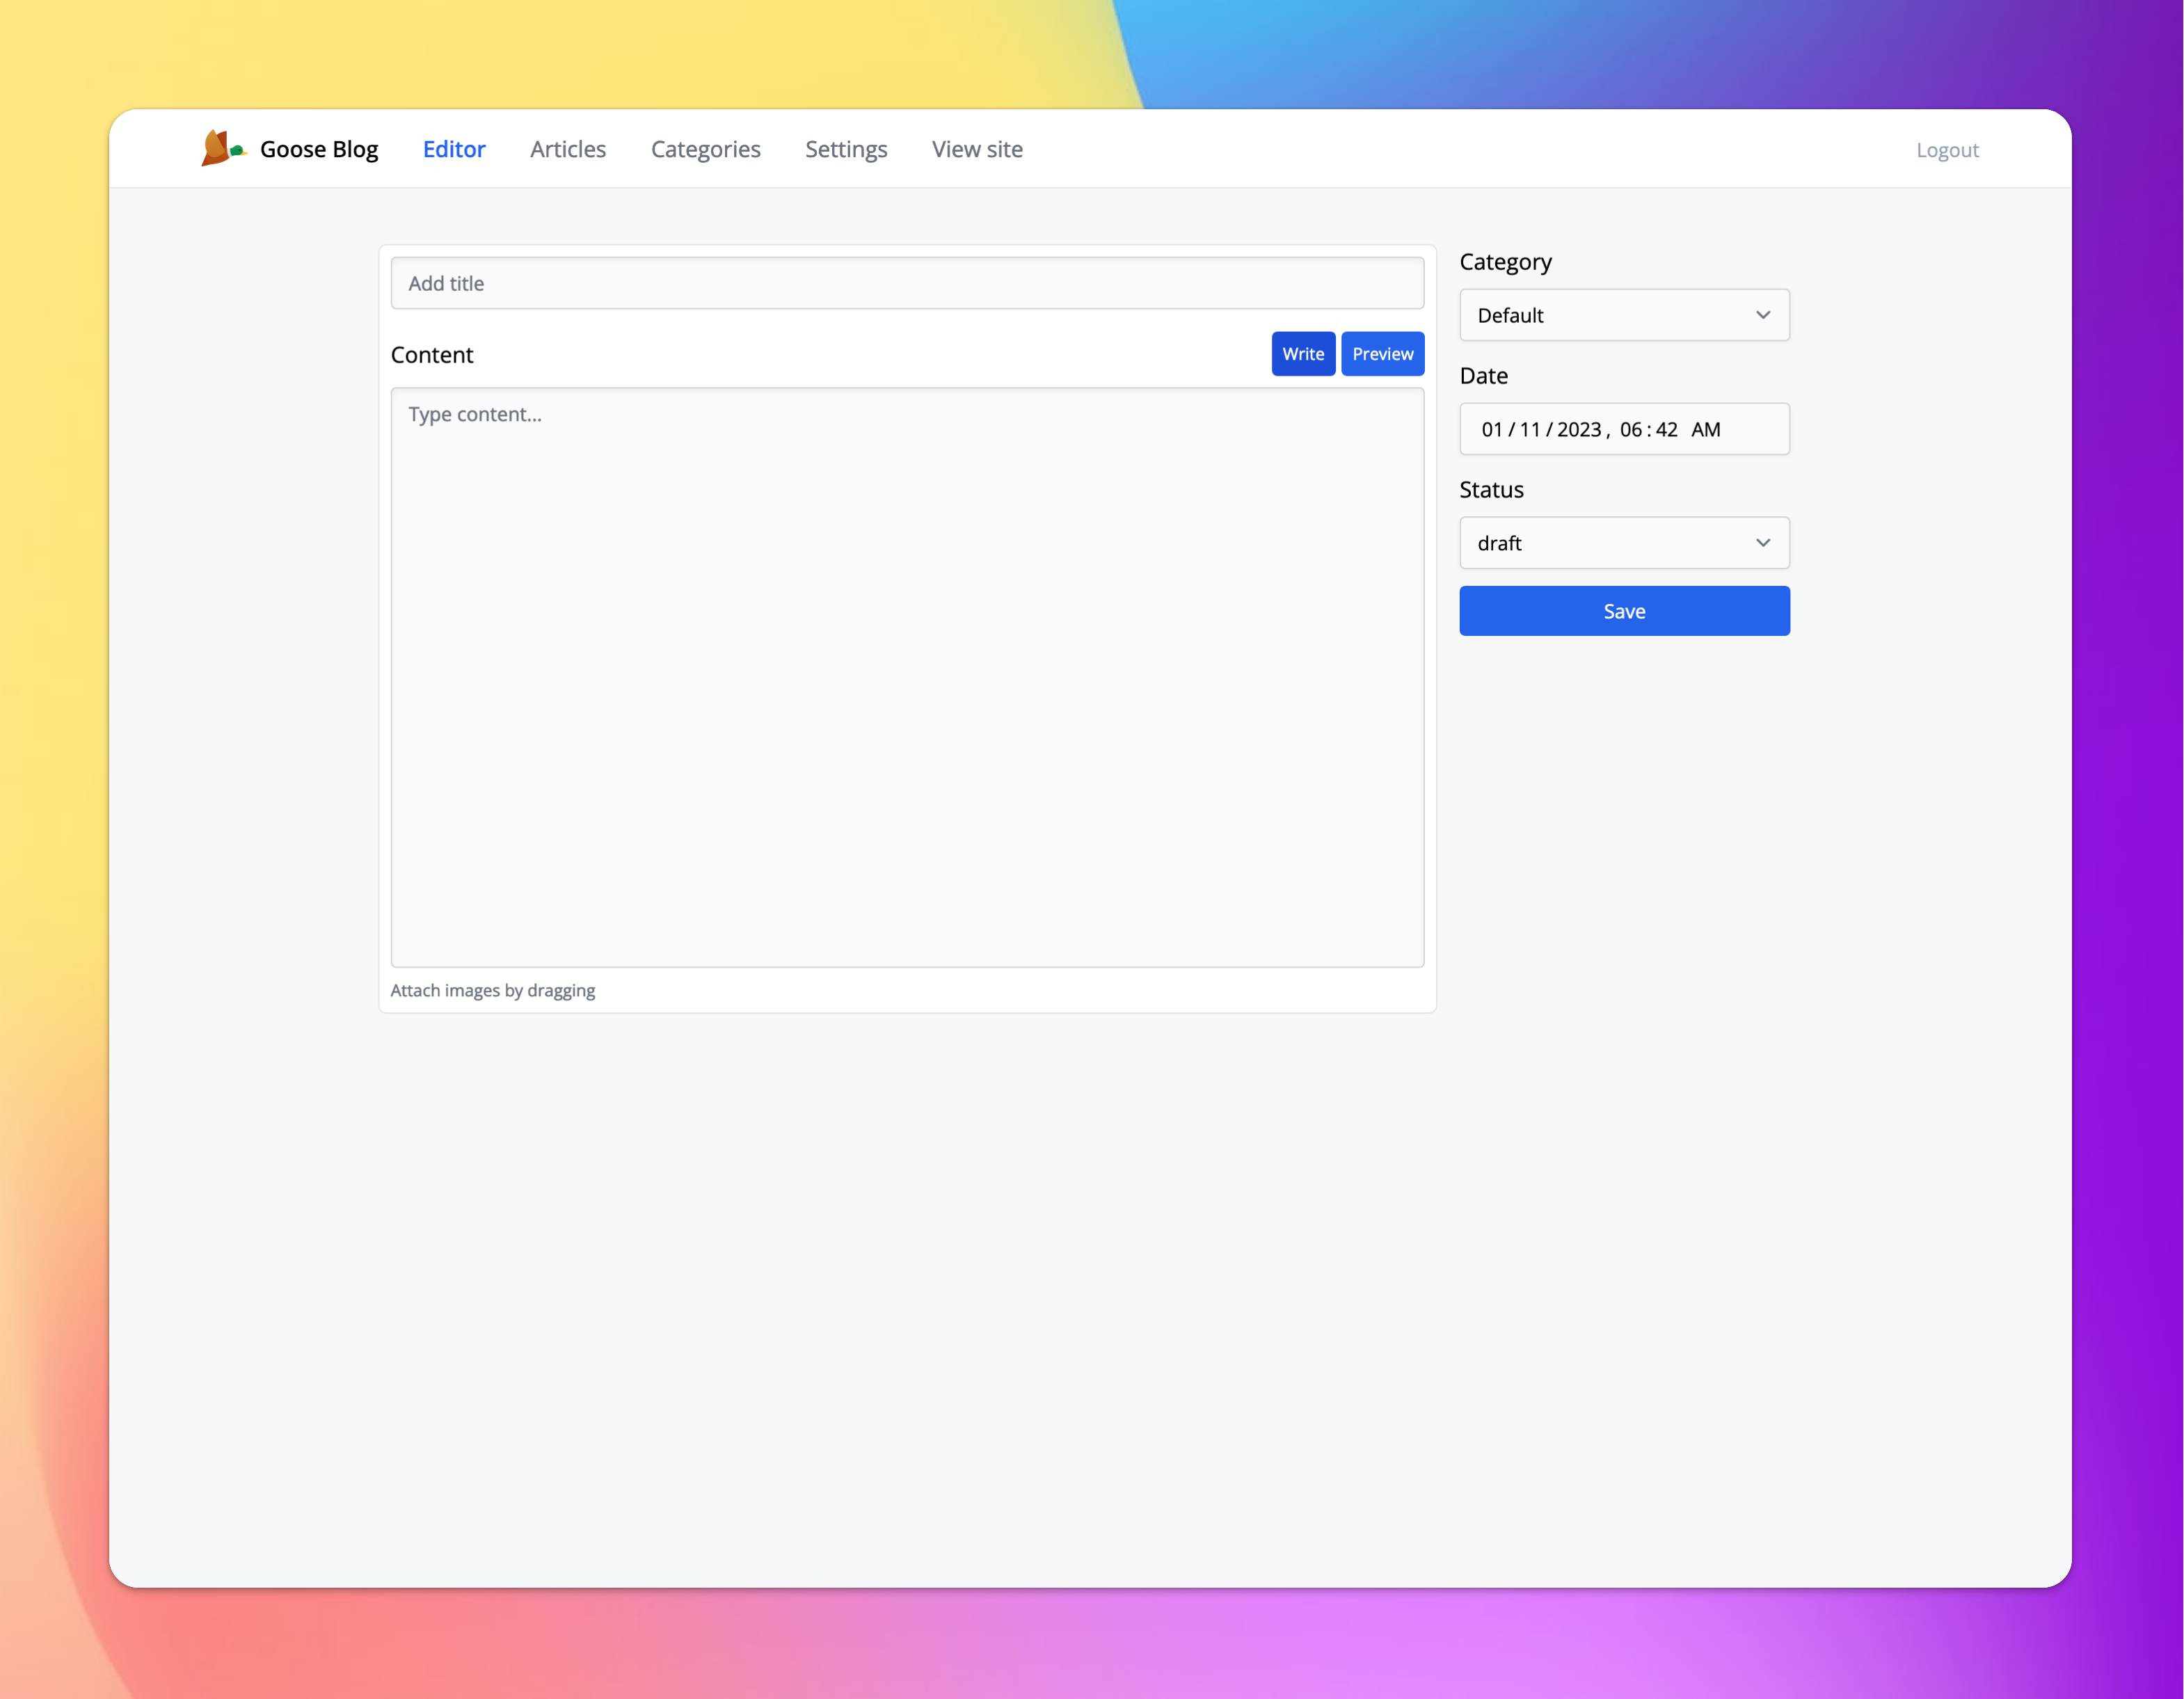 Goose Blog Editor Articles Categories Settings View site Logout
Add title
Content Write Preview
Type content...
Attach images by dragging
Category
Default
Date
01/11/2023, 06:42 AM
Status
draft
Save